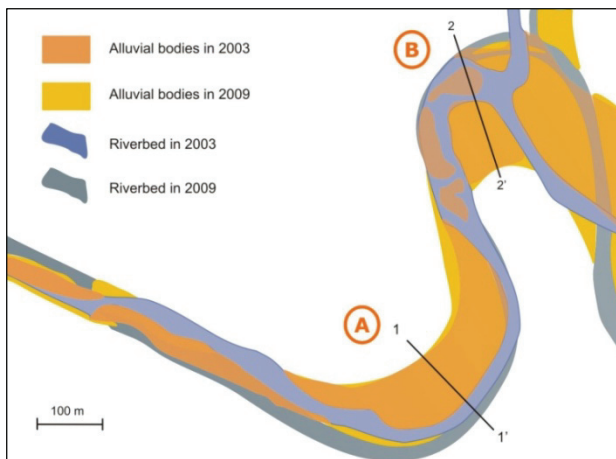 Alluvial bodies in 2003
Alluvial bodies in 2009
Riverbed in 2003
Riverbed in 2009
B
2
2'
A
1
1'
100 m